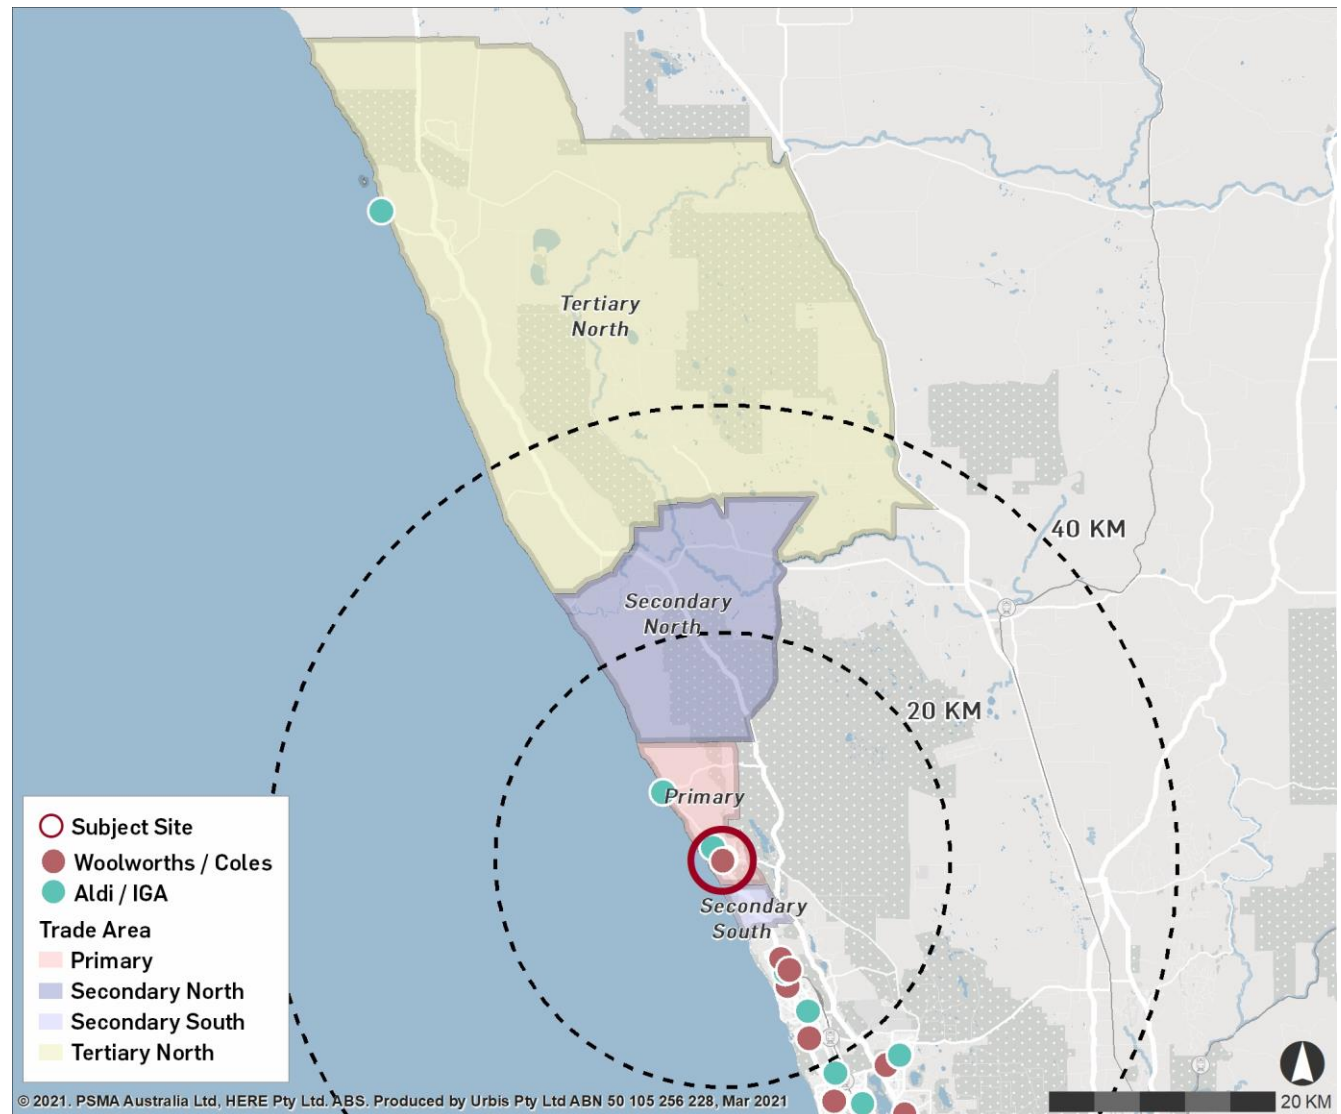 Tertiary
North
40 KM
Secondary
North
20 KM
Primary
Secondary
South
Subject Site
Woolworths / Coles
Aldi / IGA
Trade Area
Primary
Secondary North
Secondary South
Tertiary North
© 2021. PSMA Australia Ltd, HERE Pty Ltd. ABS. Produced by Urbis Pty Ltd ABN 50 105 256 228, Mar 2021
20 KM